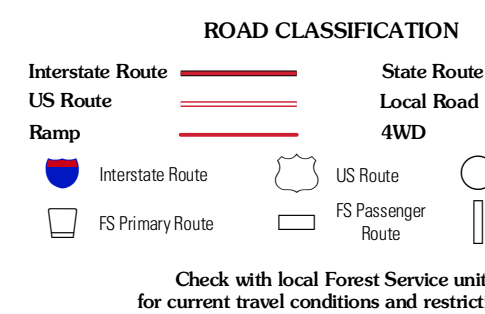 ROAD CLASSIFICATION
Interstate Route State Route
US Route Local Road
Ramp 4WD
Interstate Route US Route
FS Primary Route FS Passenger
Route
Check with local Forest Service unit
for current travel conditions and restricti